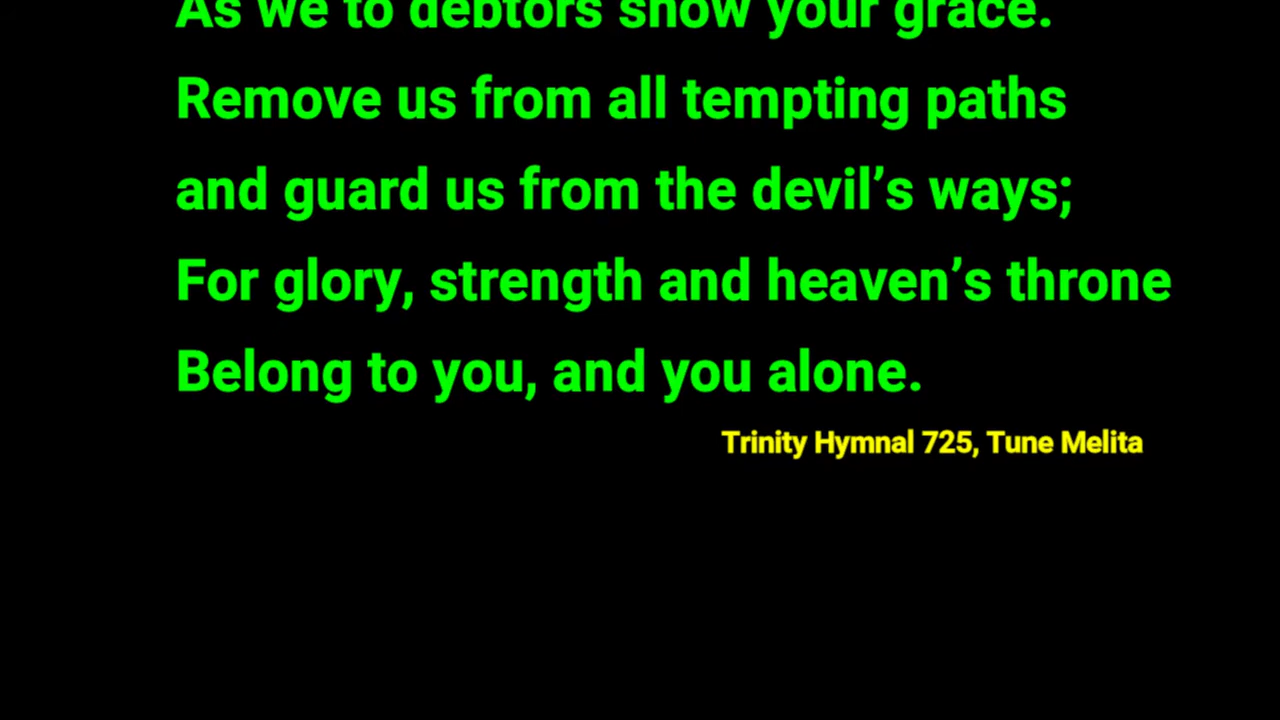 As we to debtors show your grace.
Remove us from all tempting paths
and guard us from the devil’s ways;
For glory, strength and heaven’s throne
Belong to you, and you alone.
Trinity Hymnal 725, Tune Melita